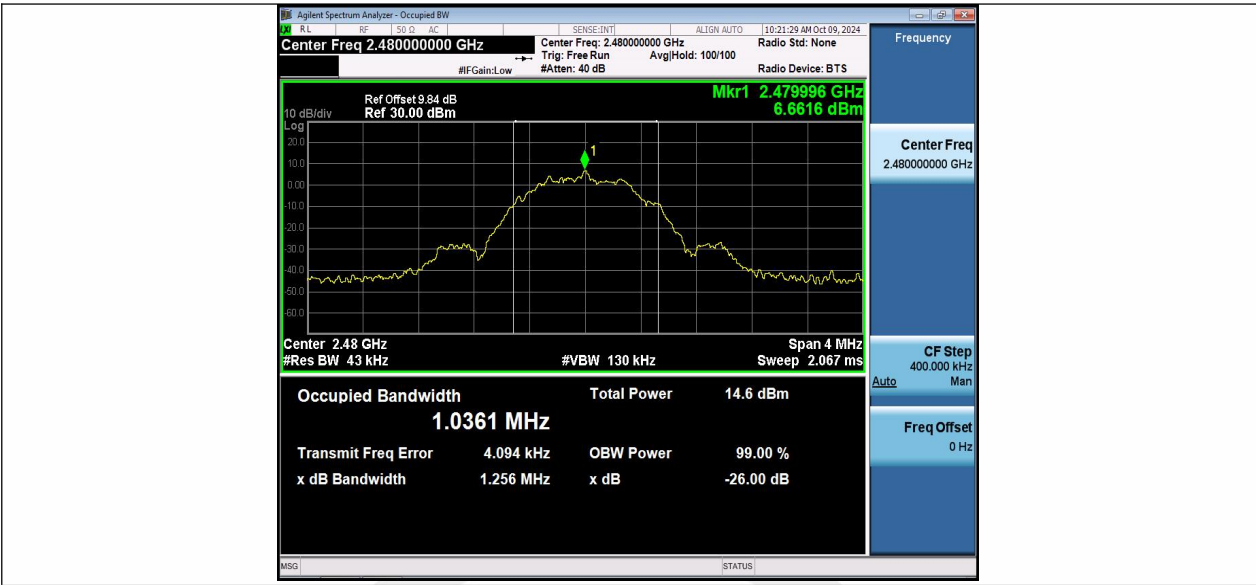 Agilent Spectrum Analyzer - Occupied BW
LXI RL RF 50 Ω AC SENSE:INT ALIGN AUTO 10:21:29 AM Oct 09, 2024
Center Freq 2.480000000 GHz
Center Freq: 2.480000000 GHz
Radio Std: None
Trig: Free Run Avg|Hold: 100/100
#IFGain:Low #Atten: 40 dB Radio Device: BTS
Frequency
Mkr1 2.479996 GHz
6.6616 dBm
Ref Offset 9.84 dB
10 dB/div Ref 30.00 dBm
Log
20.0
10.0
0.00
-10.0
-20.0
-30.0
-40.0
-50.0
-60.0
1
Center 2.48 GHz Span 4 MHz
#Res BW 43 kHz #VBW 130 kHz Sweep 2.067 ms
Occupied Bandwidth Total Power 14.6 dBm
1.0361 MHz
Transmit Freq Error 4.094 kHz OBW Power 99.00 %
x dB Bandwidth 1.256 MHz x dB -26.00 dB
Center Freq
2.480000000 GHz
CF Step
400.000 kHz
Auto Man
Freq Offset
0 Hz
MSG STATUS